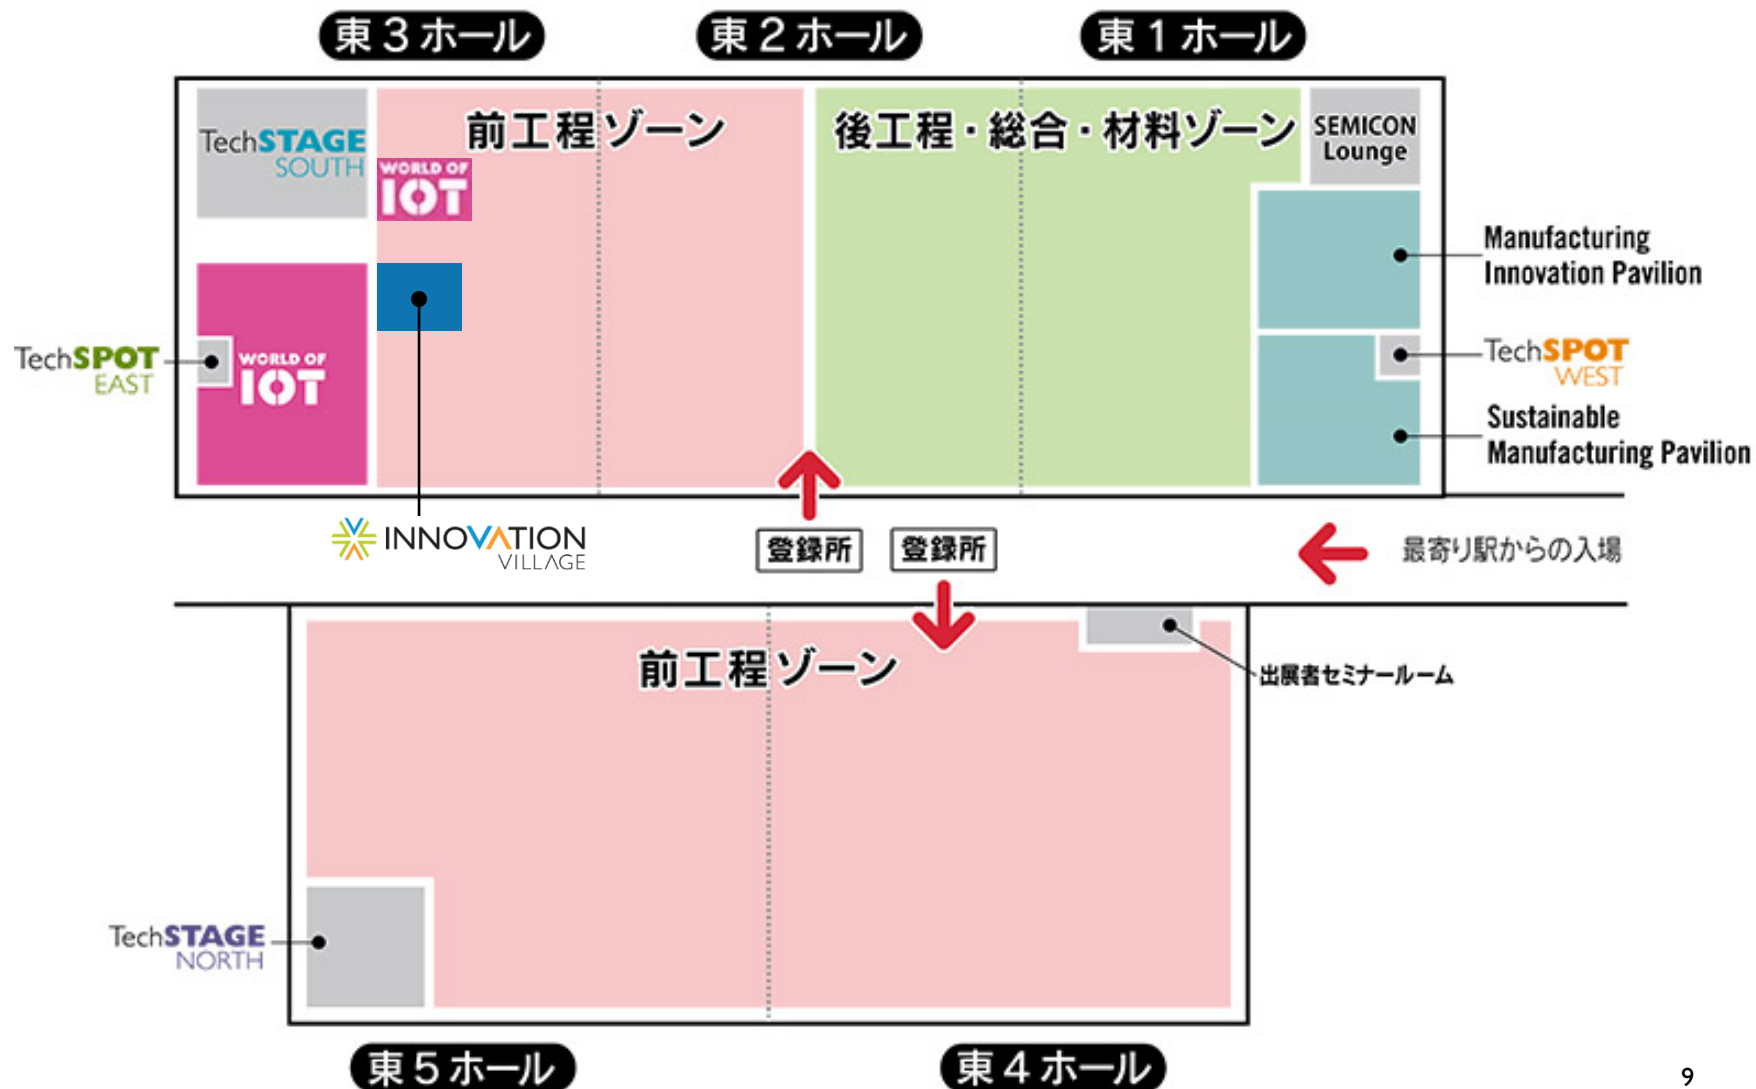 東3ホール
東2ホール
東1ホール
TechSTAGE
SOUTH
前工程ゾーン
WORLD OF
IOT
後工程・総合・材料ゾーン
SEMICON
Lounge
Manufacturing
Innovation Pavilion
TechSPOT
EAST
WORLD OF
IOT
TechSPOT
WEST
Sustainable
Manufacturing Pavilion
INNOVATION
VILLAGE
登録所
登録所
最寄り駅からの入場
前工程ゾーン
出展者セミナールーム
TechSTAGE
NORTH
東5ホール
東4ホール
9